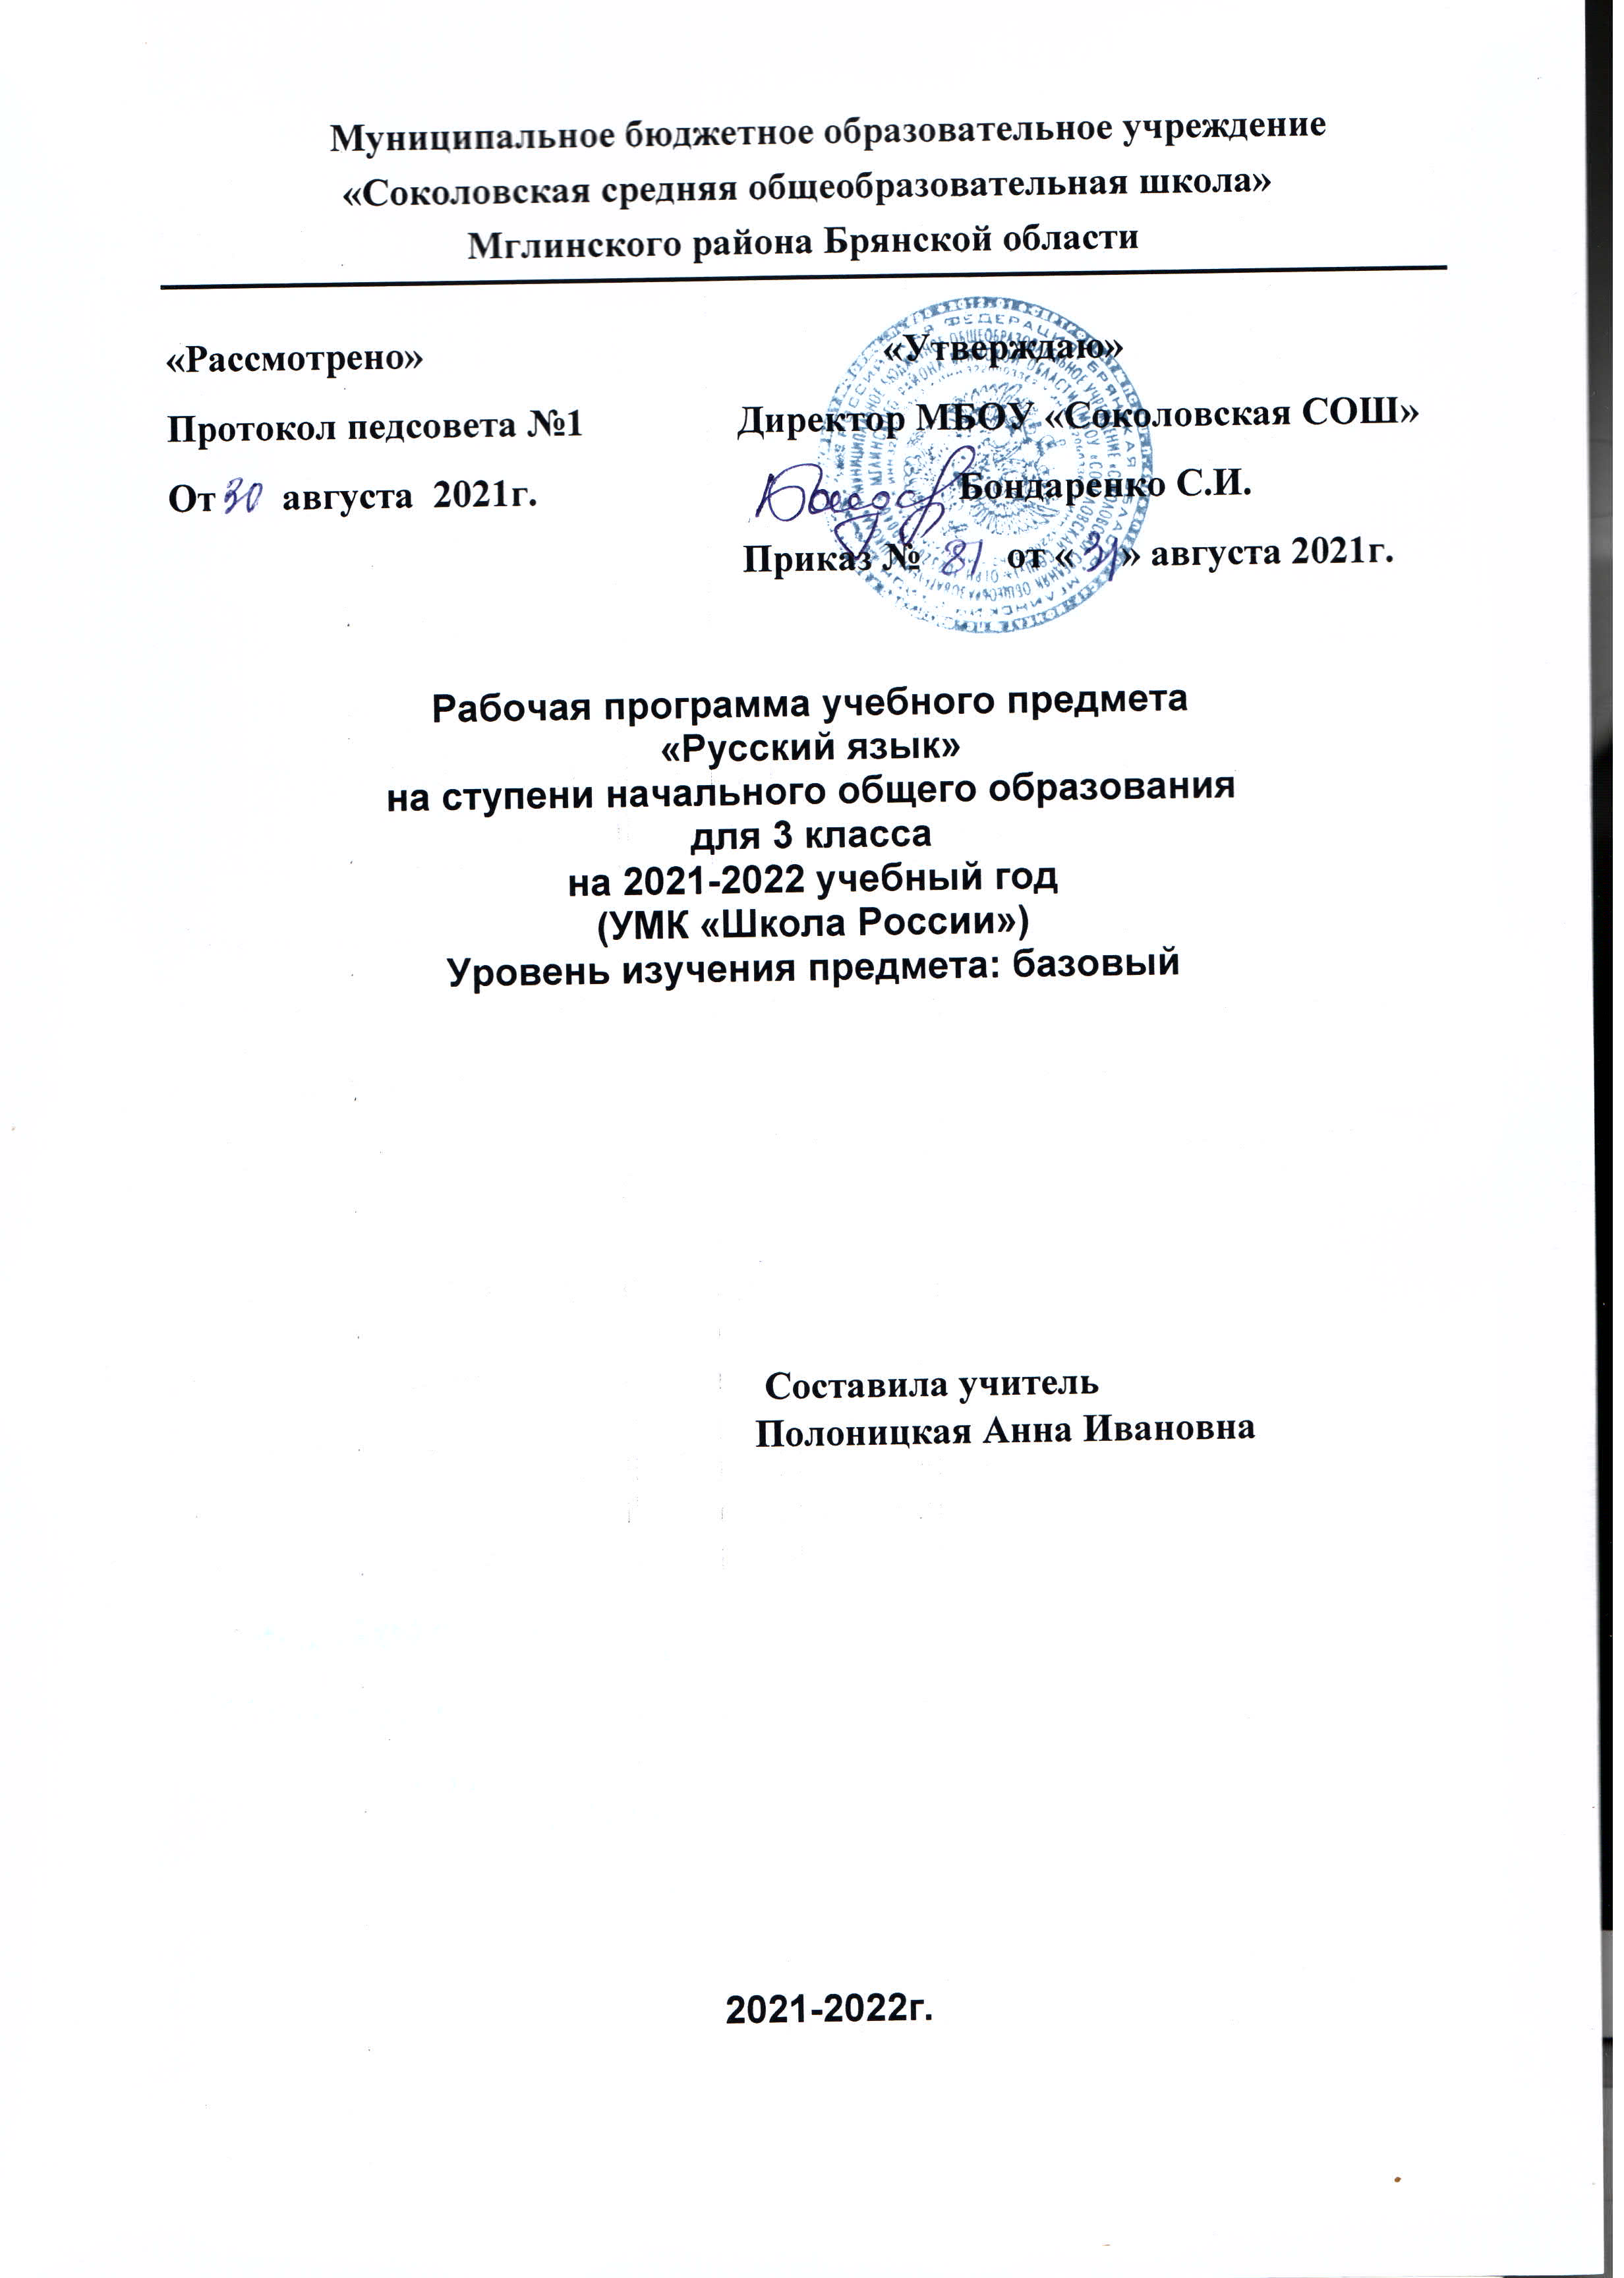 Муниципальное бюджетное образовательное учреждение
«Соколовская средняя общеобразовательная школа»
Мглинского района Брянской области
«Рассмотрено»
Протокол педсовета №1
От 30 августа 2021г.
«Утверждаю»
Директор МБОУ «Соколовская СОШ»
Бондаренко С.И.
Приказ № 81 от «31» августа 2021г.
Рабочая программа учебного предмета
«Русский язык»
на ступени начального общего образования
для 3 класса
на 2021-2022 учебный год
(УМК «Школа России»)
Уровень изучения предмета: базовый
Составила учитель
Полоницкая Анна Ивановна
2021-2022г.